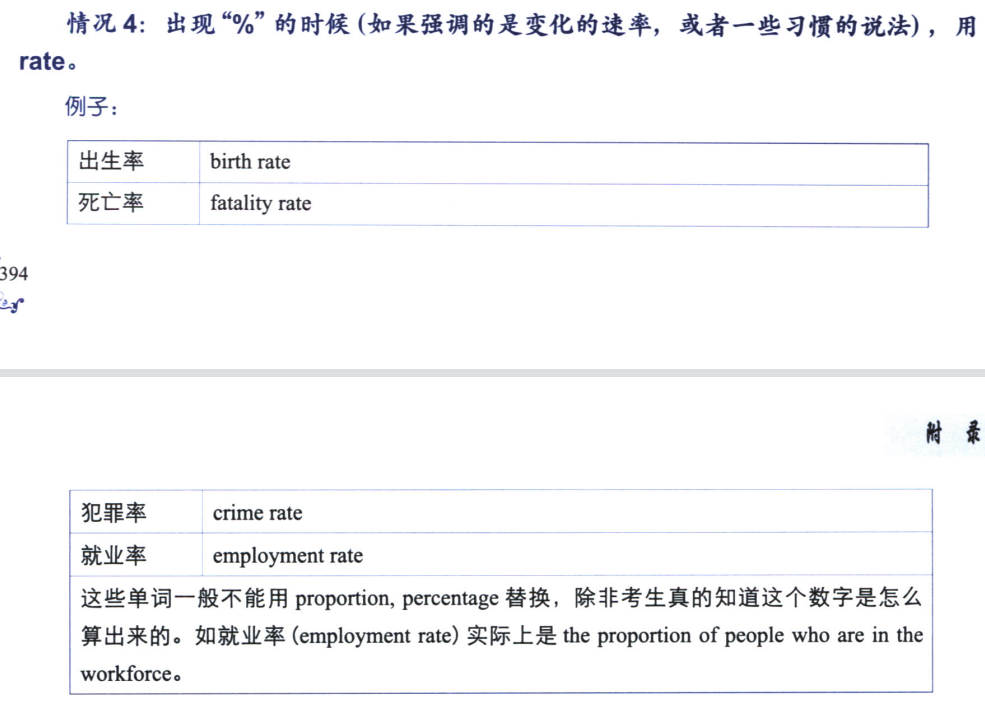 情况 4：出现“%”的时候(如果强调的是变化的速率，或者一些习惯的说法)，用
rate。
例子：
出生率 birth rate
死亡率 fatality rate
394
附 录
犯罪率 crime rate
就业率 employment rate
这些单词一般不能用 proportion, percentage 替换，除非考生真的知道这个数字是怎么
算出来的。如就业率 (employment rate) 实际上是 the proportion of people who are in the
workforce。